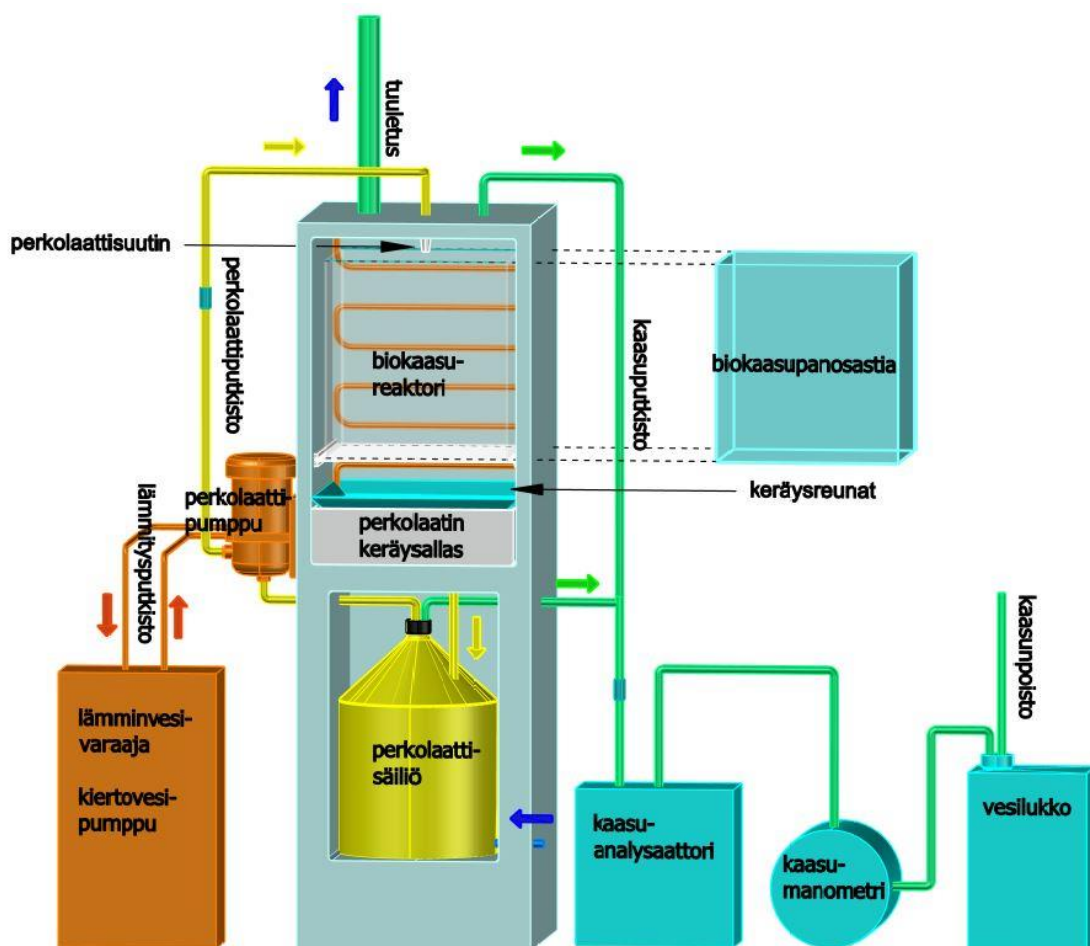 tuuletus
perkolaattisuutin
perkolaattiputkisto
biokaasu-
reaktori
kaasuputkisto
biokaasupanosastia
keräysreunat
perkolaatti-
pumppu
lämmitysputkisto
perkolaatin
keräysallas
kaasunpoisto
lämminvesi-
varaaja
kiertovesi-
pumppu
perkolaatti-
säiliö
kaasu-
analysaattori
kaasu-
manometri
vesilukko